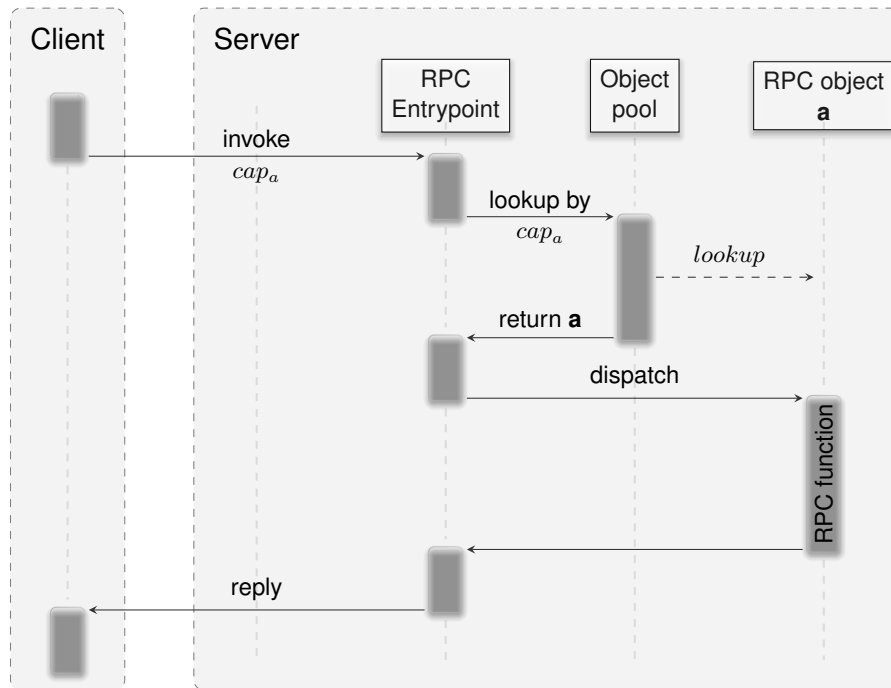 Client
Server
RPC
Entrypoint
Object
pool
RPC object
a
invoke
cap_a
lookup by
cap_a
lookup
return a
dispatch
RPC function
reply